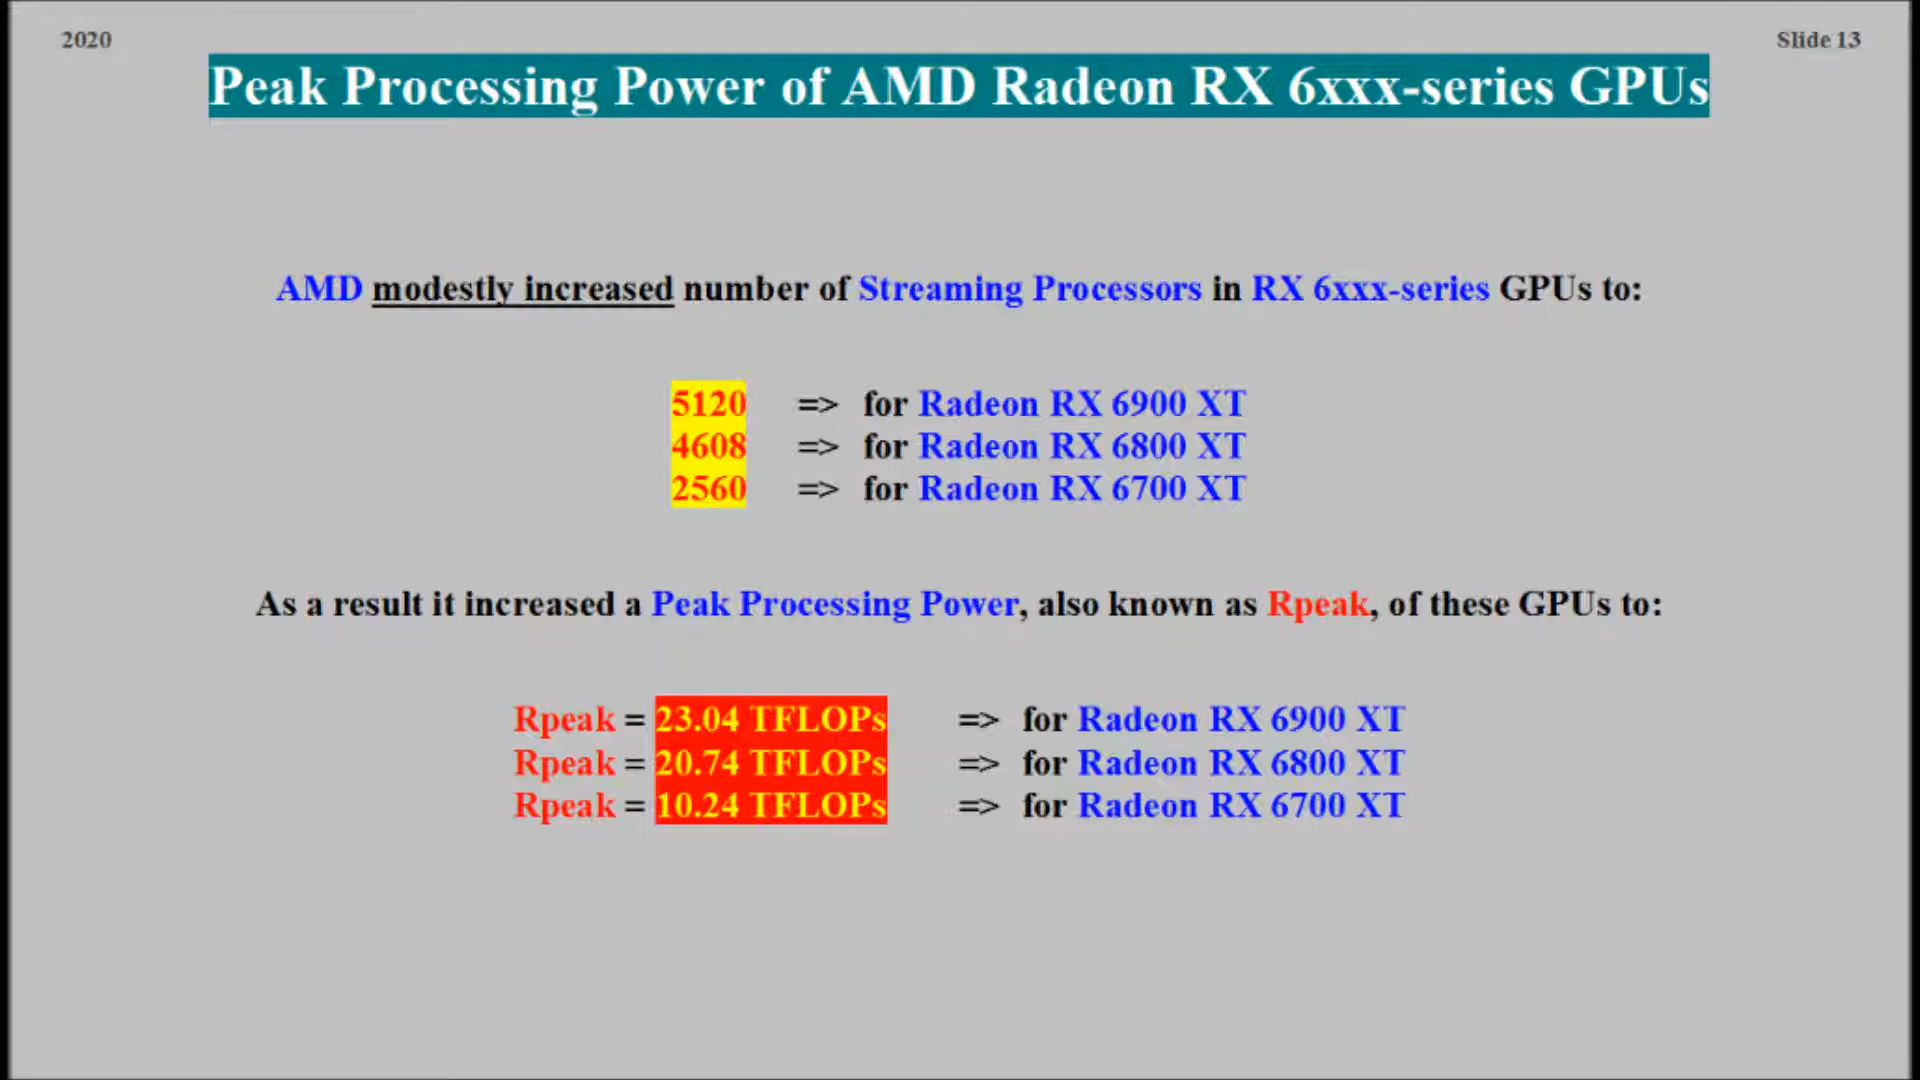 2020
Slide 13
Peak Processing Power of AMD Radeon RX 6xxx-series GPUs
AMD modestly increased number of Streaming Processors in RX 6xxx-series GPUs to:
5120 => for Radeon RX 6900 XT
4608 => for Radeon RX 6800 XT
2560 => for Radeon RX 6700 XT
As a result it increased a Peak Processing Power, also known as Rpeak, of these GPUs to:
Rpeak = 23.04 TFLOPs => for Radeon RX 6900 XT
Rpeak = 20.74 TFLOPs => for Radeon RX 6800 XT
Rpeak = 10.24 TFLOPs => for Radeon RX 6700 XT